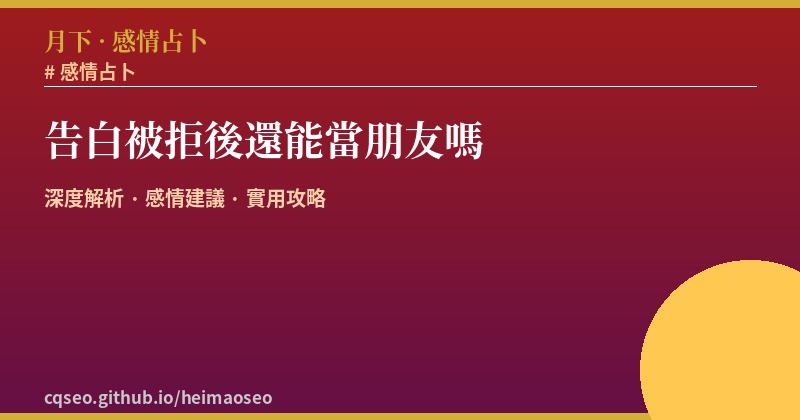 月下 · 感情占卜
# 感情占卜
告白被拒後還能當朋友嗎
深度解析 · 感情建議 · 實用攻略
cqseo.github.io/heimaoseo